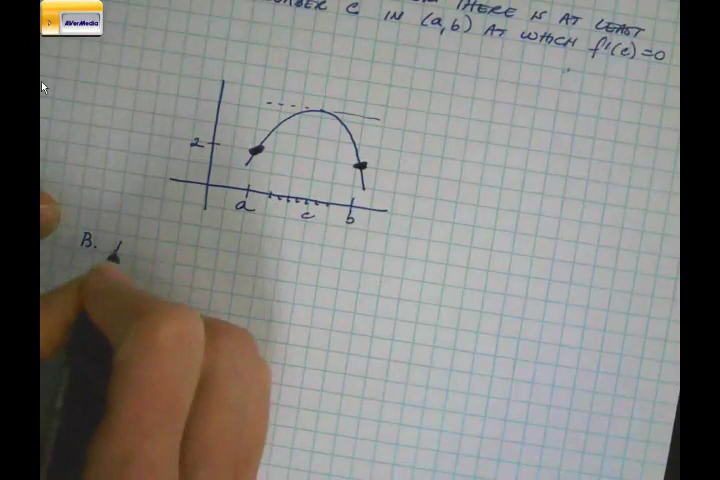 THERE IS AT LEAST
C IN (a,b) AT WHICH f'(c)=0
2
a c b
B.
AVerMedia